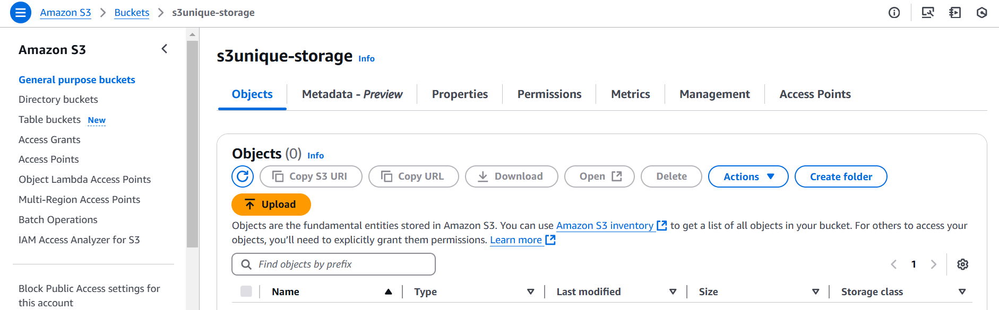 Amazon S3 > Buckets > s3unique-storage
Amazon S3
General purpose buckets
Directory buckets
Table buckets New
Access Grants
Access Points
Object Lambda Access Points
Multi-Region Access Points
Batch Operations
IAM Access Analyzer for S3
Block Public Access settings for
this account
s3unique-storage Info
Objects Metadata - Preview Properties Permissions Metrics Management Access Points
Objects (0) Info
Copy S3 URI Copy URL Download Open Delete Actions Create folder
Upload
Objects are the fundamental entities stored in Amazon S3. You can use Amazon S3 inventory to get a list of all objects in your bucket. For others to access your
objects, you’ll need to explicitly grant them permissions. Learn more
Find objects by prefix 1
Name Type Last modified Size Storage class